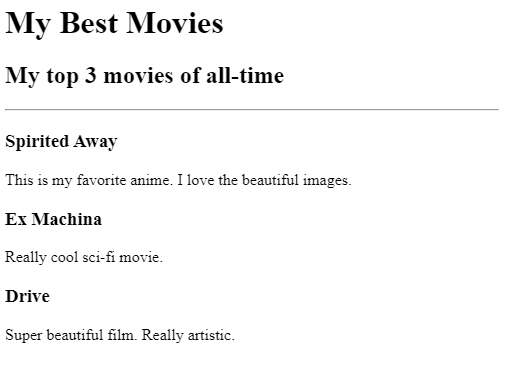 My Best Movies
My top 3 movies of all-time
Spirited Away
This is my favorite anime. I love the beautiful images.
Ex Machina
Really cool sci-fi movie.
Drive
Super beautiful film. Really artistic.